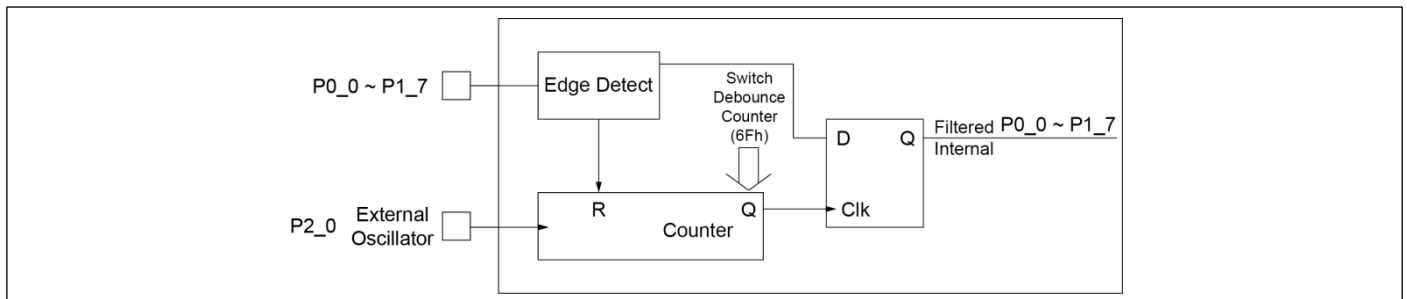 P0_0 ~ P1_7
Edge Detect
Switch
Debounce
Counter
(6Fh)
D
Q
Filtered P0_0 ~ P1_7
Internal
P2_0
External
Oscillator
R
Q
Counter
Clk